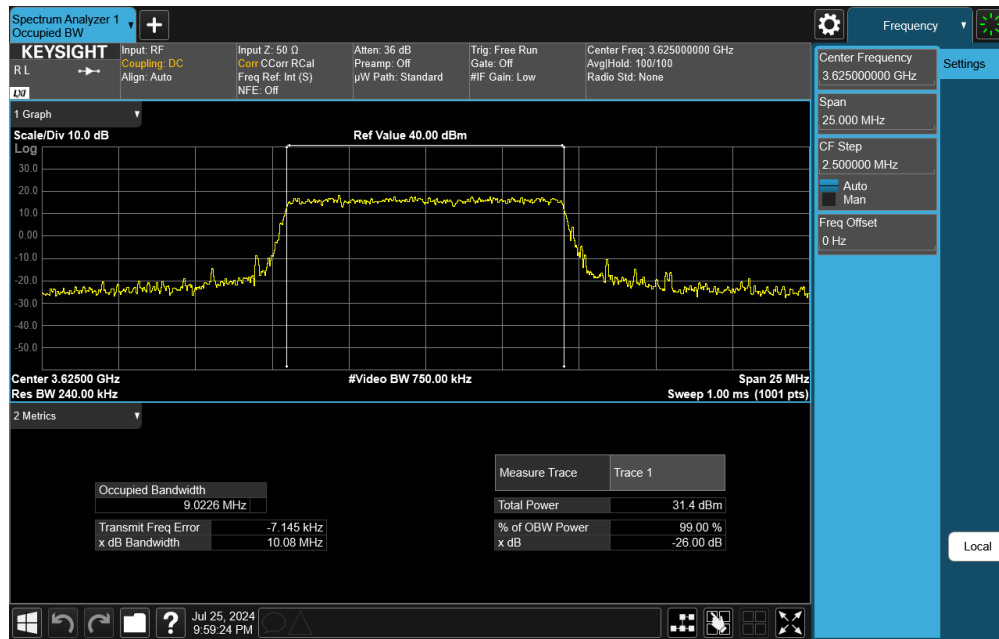 Spectrum Analyzer 1
Occupied BW
Frequency
KEYSIGHT
R L
LXI
Input: RF
Coupling: DC
Align: Auto
Input Z: 50 Ω
Corr CCorr RCal
Freq Ref: Int (S)
NFE: Off
Atten: 36 dB
Preamp: Off
µW Path: Standard
Trig: Free Run
Gate: Off
#IF Gain: Low
Center Freq: 3.625000000 GHz
Avg|Hold: 100/100
Radio Std: None
Center Frequency
3.625000000 GHz
Settings
Span
25.000 MHz
CF Step
2.500000 MHz
Auto
Man
Freq Offset
0 Hz
1 Graph
Scale/Div 10.0 dB
Ref Value 40.00 dBm
Log
30.0
20.0
10.0
0.00
-10.0
-20.0
-30.0
-40.0
-50.0
Center 3.62500 GHz
#Video BW 750.00 kHz
Span 25 MHz
Res BW 240.00 kHz
Sweep 1.00 ms (1001 pts)
2 Metrics
Measure Trace Trace 1
Occupied Bandwidth
9.0226 MHz
Total Power 31.4 dBm
Transmit Freq Error -7.145 kHz
% of OBW Power 99.00 %
x dB Bandwidth 10.08 MHz
x dB -26.00 dB
Local
?
Jul 25, 2024
9:59:24 PM